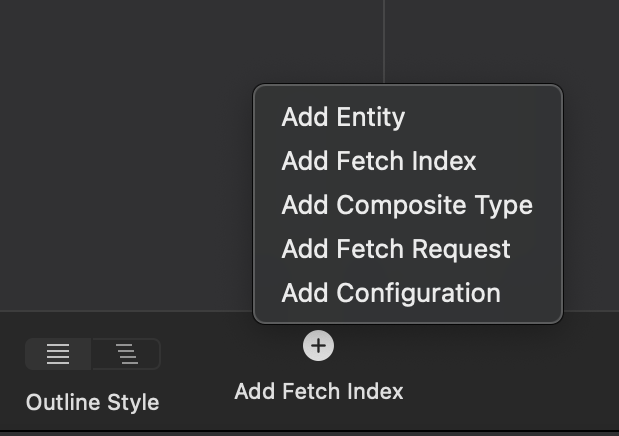 Add Entity
Add Fetch Index
Add Composite Type
Add Fetch Request
Add Configuration
Outline Style
Add Fetch Index